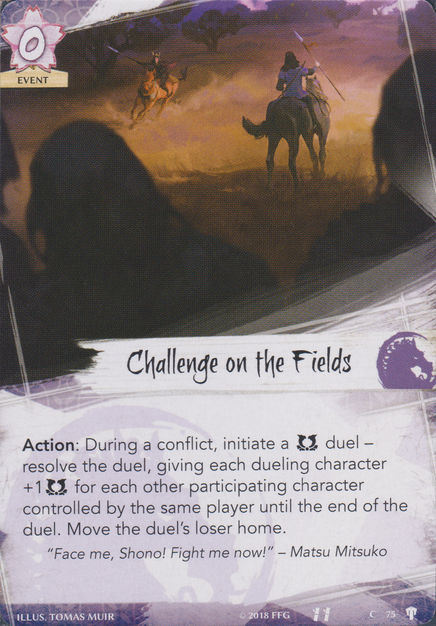 0
EVENT
Challenge on the Fields
Action: During a conflict, initiate a duel –
resolve the duel, giving each dueling character
+1 for each other participating character
controlled by the same player until the end of the
duel. Move the duel's loser home.
"Face me, Shono! Fight me now!" – Matsu Mitsuko
ILLUS. TOMAS MUIR © 2018 FFG C 75